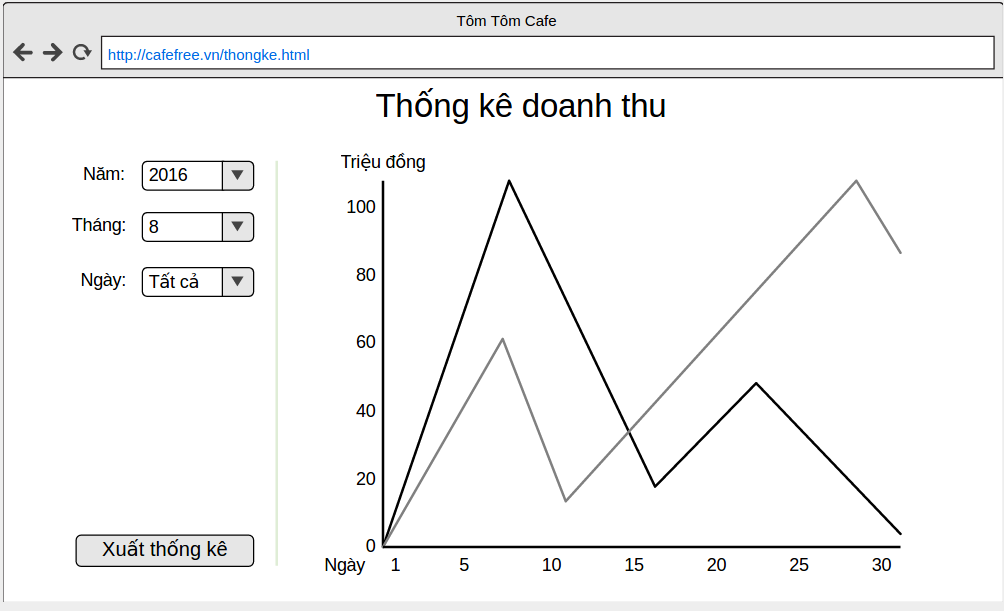 Tôm Tôm Cafe
http://cafefree.vn/thongke.html
Thống kê doanh thu
Năm: 2016
Tháng: 8
Ngày: Tất cả
Xuất thống kê
Triệu đồng
100
80
60
40
20
0
Ngày 1 5 10 15 20 25 30